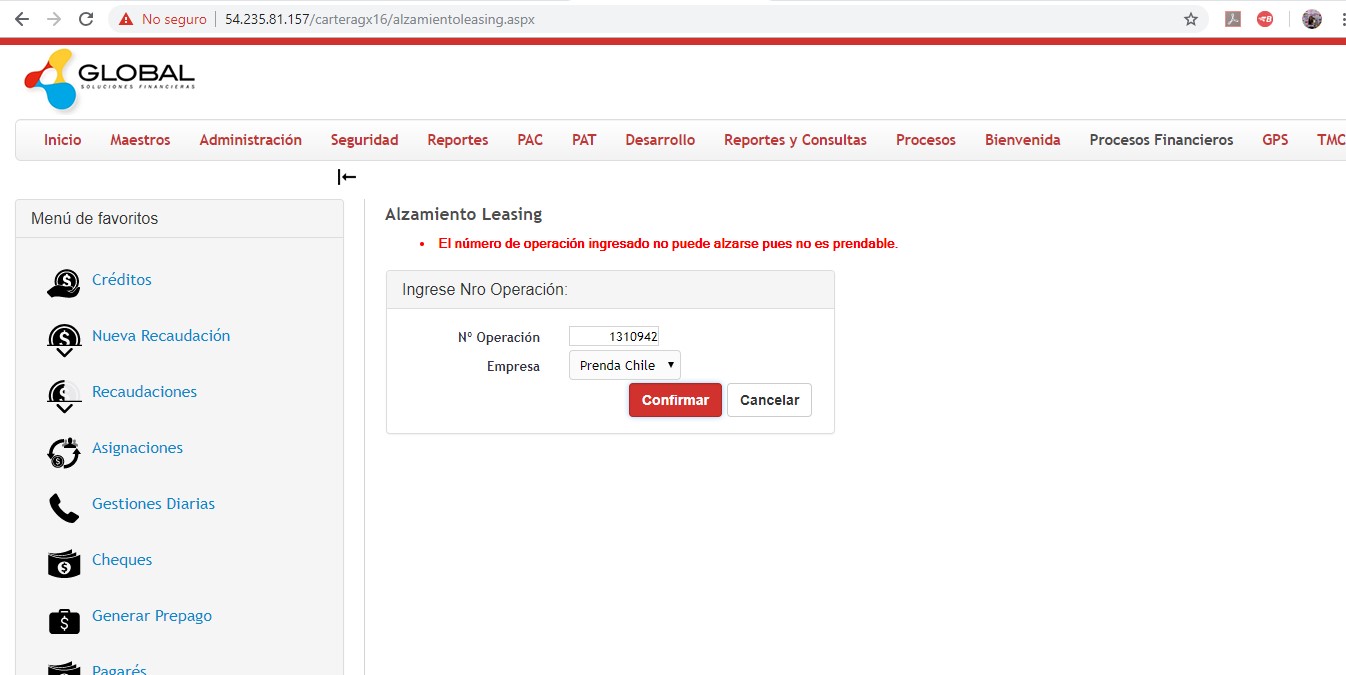 No seguro 54.235.81.157/carteragx16/alzamientoleasing.aspx
GLOBAL
SOLUCIONES FINANCIERAS
Inicio Maestros Administración Seguridad Reportes PAC PAT Desarrollo Reportes y Consultas Procesos Bienvenida Procesos Financieros GPS TMC
Menú de favoritos
Créditos
Nueva Recaudación
Recaudaciones
Asignaciones
Gestiones Diarias
Cheques
Generar Prepago
Pagarés
Alzamiento Leasing
El número de operación ingresado no puede alzarse pues no es prendable.
Ingrese Nro Operación:
Nº Operación 1310942
Empresa Prenda Chile
Confirmar Cancelar